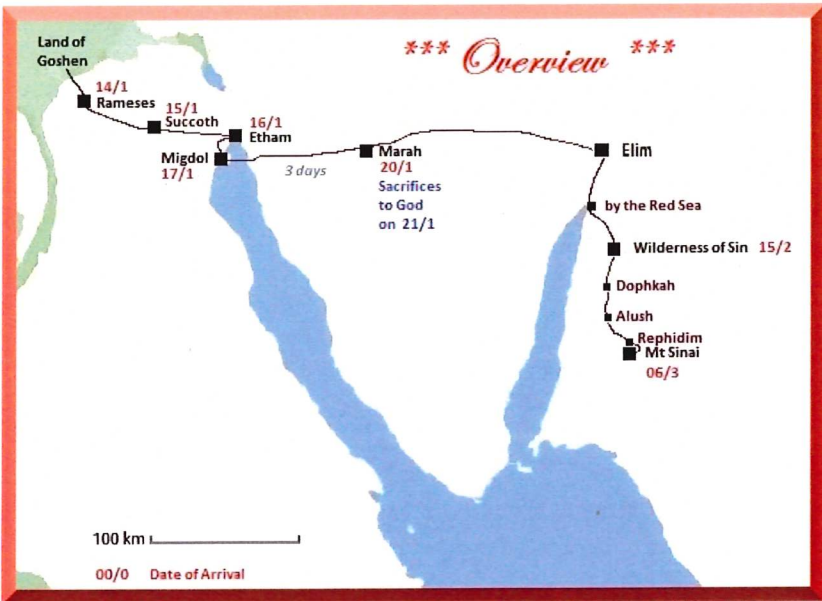 *** Overview ***
Land of
Goshen
14/1
Rameses
15/1
Succoth
16/1
Etham
Migdol
17/1
3 days
Marah
20/1
Sacrifices
to God
on 21/1
Elim
by the Red Sea
Wilderness of Sin 15/2
Dophkah
Alush
Rephidim
Mt Sinai
06/3
100 km
00/0 Date of Arrival